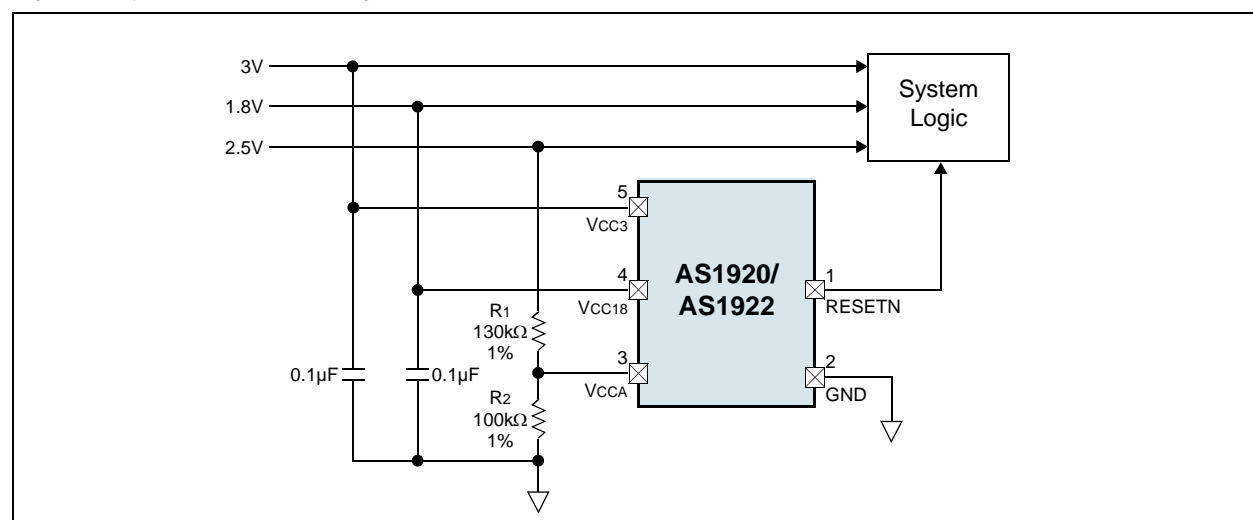 3V
1.8V
2.5V
System
Logic
5
VCC3
4
VCC18
3
VCCA
AS1920/
AS1922
1
RESETN
2
GND
R1
130kΩ
1%
R2
100kΩ
1%
0.1µF
0.1µF